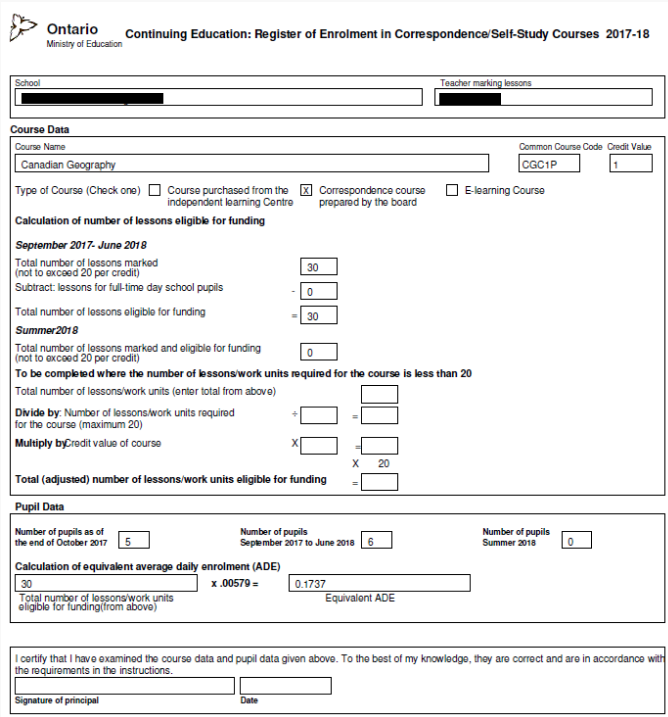 Ontario
Ministry of Education
Continuing Education: Register of Enrolment in Correspondence/Self-Study Courses 2017-18
School
Teacher marking lessons
Course Data
Course Name
Common Course Code Credit Value
Canadian Geography
CGC1P
1
Type of Course (Check one) Course purchased from the independent learning Centre X Correspondence course prepared by the board E-learning Course
Calculation of number of lessons eligible for funding
September 2017- June 2018
Total number of lessons marked
(not to exceed 20 per credit)
30
Subtract: lessons for full-time day school pupils
- 0
Total number of lessons eligible for funding
= 30
Summer2018
Total number of lessons marked and eligible for funding
(not to exceed 20 per credit)
0
To be completed where the number of lessons/work units required for the course is less than 20
Total number of lessons/work units (enter total from above)
Divide by: Number of lessons/work units required
for the course (maximum 20)
÷ =
Multiply by Credit value of course
X =
X 20
Total (adjusted) number of lessons/work units eligible for funding
=
Pupil Data
Number of pupils as of
the end of October 2017
5
Number of pupils
September 2017 to June 2018
6
Number of pupils
Summer 2018
0
Calculation of equivalent average daily enrolment (ADE)
30
x .00579 =
0.1737
Total number of lessons/work units
eligible for funding(from above)
Equivalent ADE
I certify that I have examined the course data and pupil data given above. To the best of my knowledge, they are correct and are in accordance with
the requirements in the instructions.
Signature of principal
Date